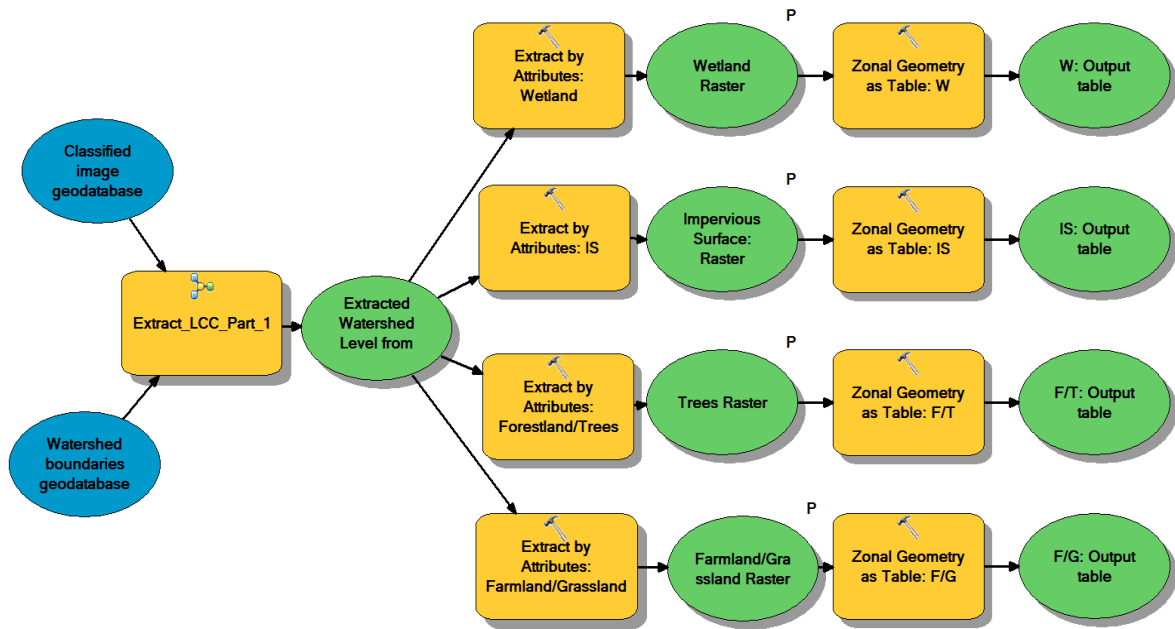 Classified
image
geodatabase
Watershed
boundaries
geodatabase
Extract_LCC_Part_1
Extracted
Watershed
Level from
Extract by
Attributes:
Wetland
Wetland
Raster
P
Zonal Geometry
as Table: W
W: Output
table
Extract by
Attributes: IS
Impervious
Surface:
Raster
P
Zonal Geometry
as Table: IS
IS: Output
table
Extract by
Attributes:
Forestland/Trees
Trees Raster
P
Zonal Geometry
as Table: F/T
F/T: Output
table
Extract by
Attributes:
Farmland/Grassland
Farmland/Gra
ssland Raster
P
Zonal Geometry
as Table: F/G
F/G: Output
table